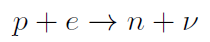 p + e → n + ν